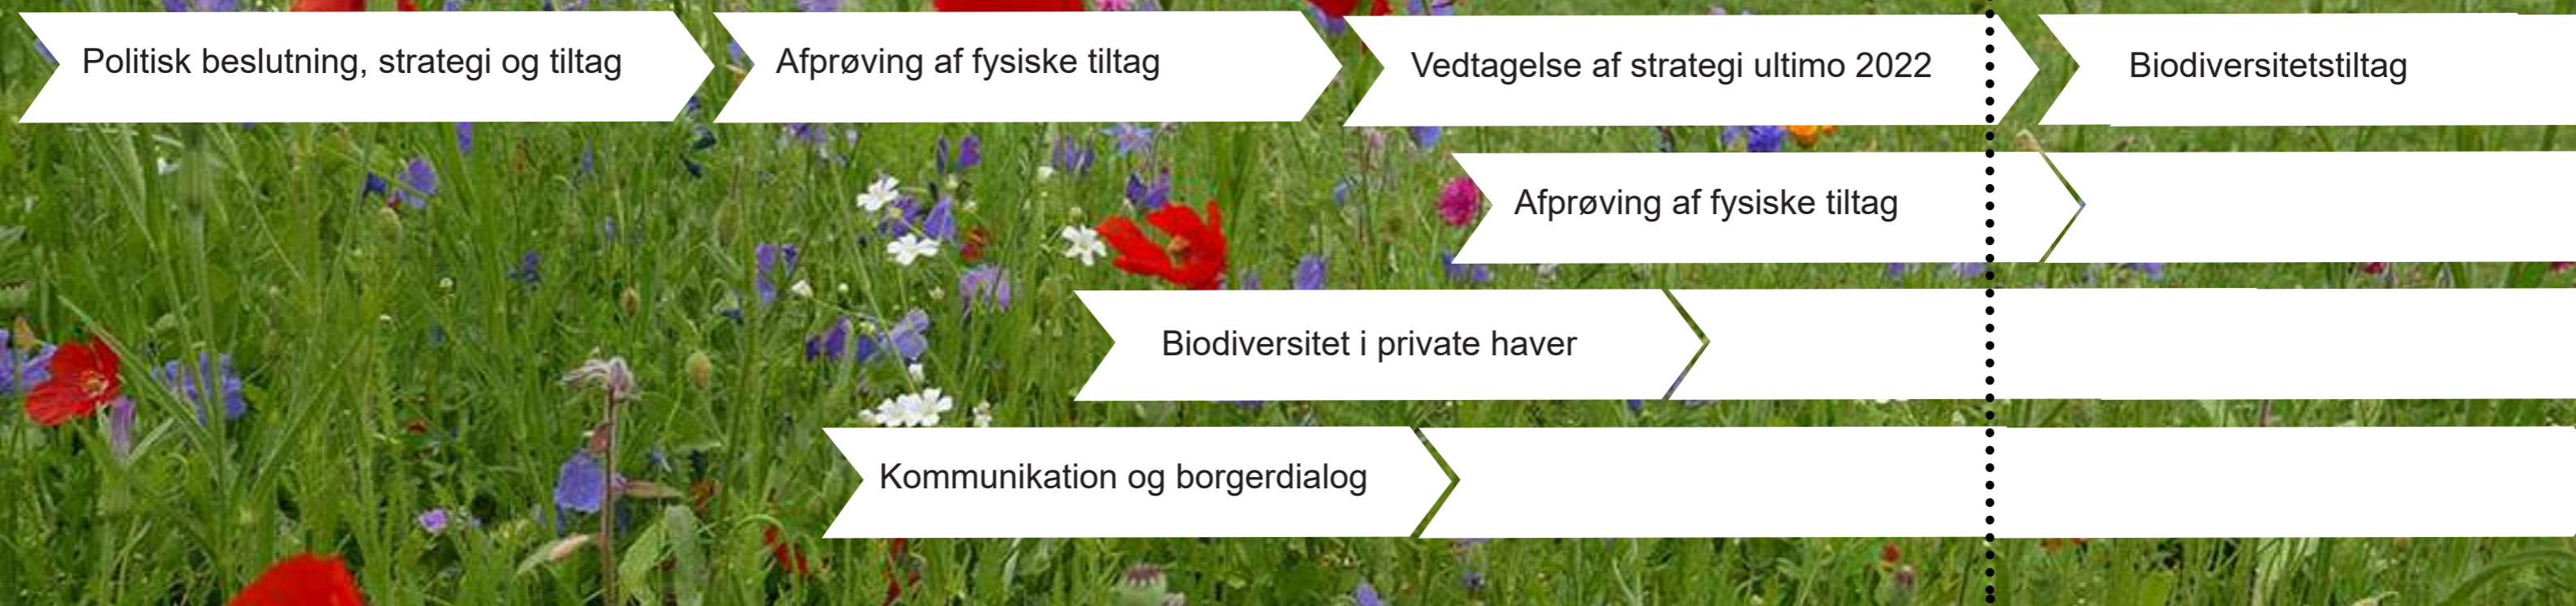 Politisk beslutning, strategi og tiltag
Afprøving af fysiske tiltag
Vedtagelse af strategi ultimo 2022
Biodiversitetstiltag
Afprøving af fysiske tiltag
Biodiversitet i private haver
Kommunikation og borgerdialog